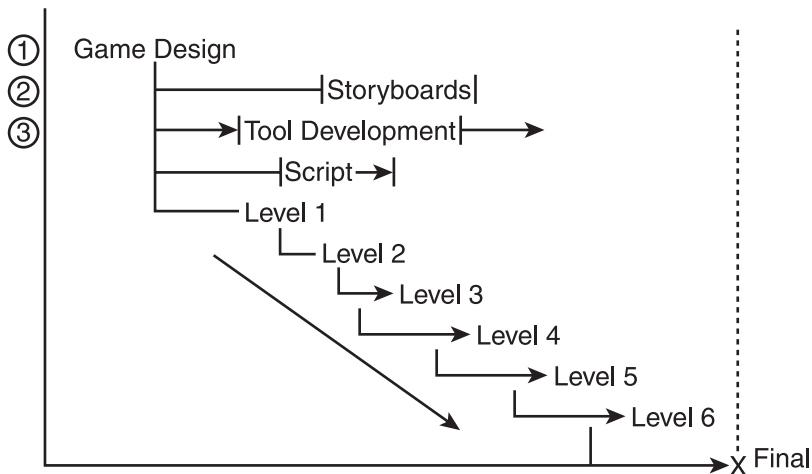 ① Game Design
② Storyboards
③ Tool Development
Script
Level 1
Level 2
Level 3
Level 4
Level 5
Level 6
X Final